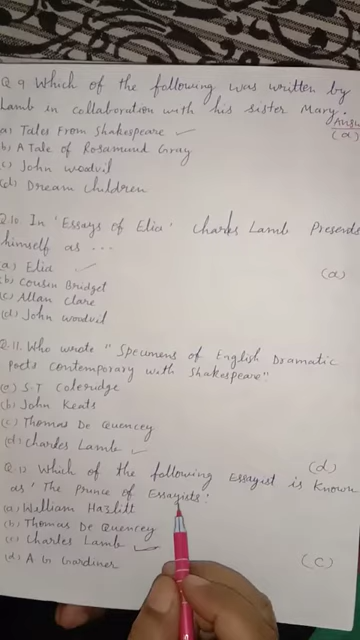 Q.9 Which of the following was written by
Lamb in collaboration with his sister Mary.
Answ
a) Tales From Shakespeare ✓
(a)
b) A Tale of Rosamund Gray
(c) John Woodvil
(d) Dream Children
Q.10. In 'Essays of Elia' Charles Lamb Presents
himself as ...
(a) Elia ✓
(a)
(b) Cousin Bridget
(c) Allan Clare
(d) John Woodvil
Q.11. Who wrote "Specimens of English Dramatic
Poets contemporary with Shakespeare".
(a) S.T Coleridge
(b) John Keats
(c) Thomas De Quencey
(d) Charles Lamb ✓
(d)
Q.12 Which of the following Essayist is Known
as 'The Prince of Essayists:
(a) William Hazlitt
(b) Thomas De Quencey
(c) Charles Lamb ✓
(C)
(d) A G Gardiner